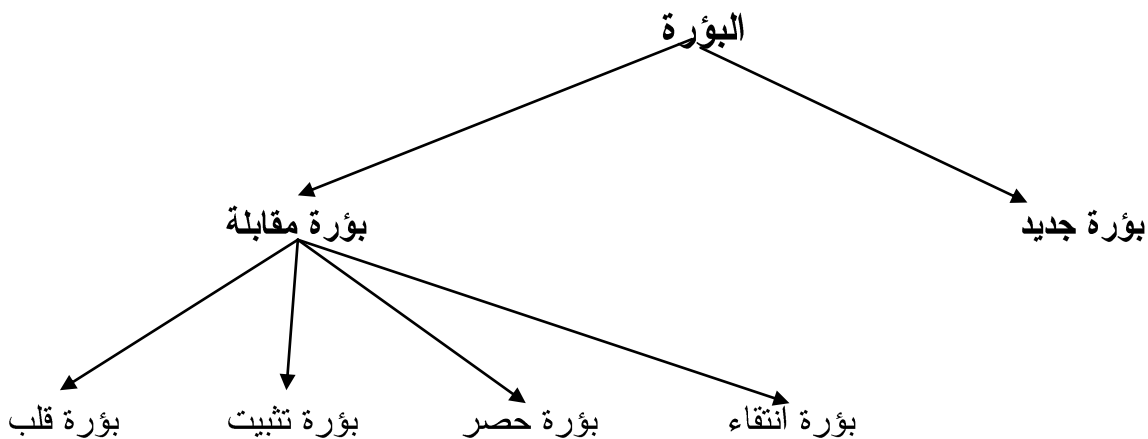 البؤرة
بؤرة جديد
بؤرة مقابلة
بؤرة انتقاء
بؤرة حصر
بؤرة تثبيت
بؤرة قلب